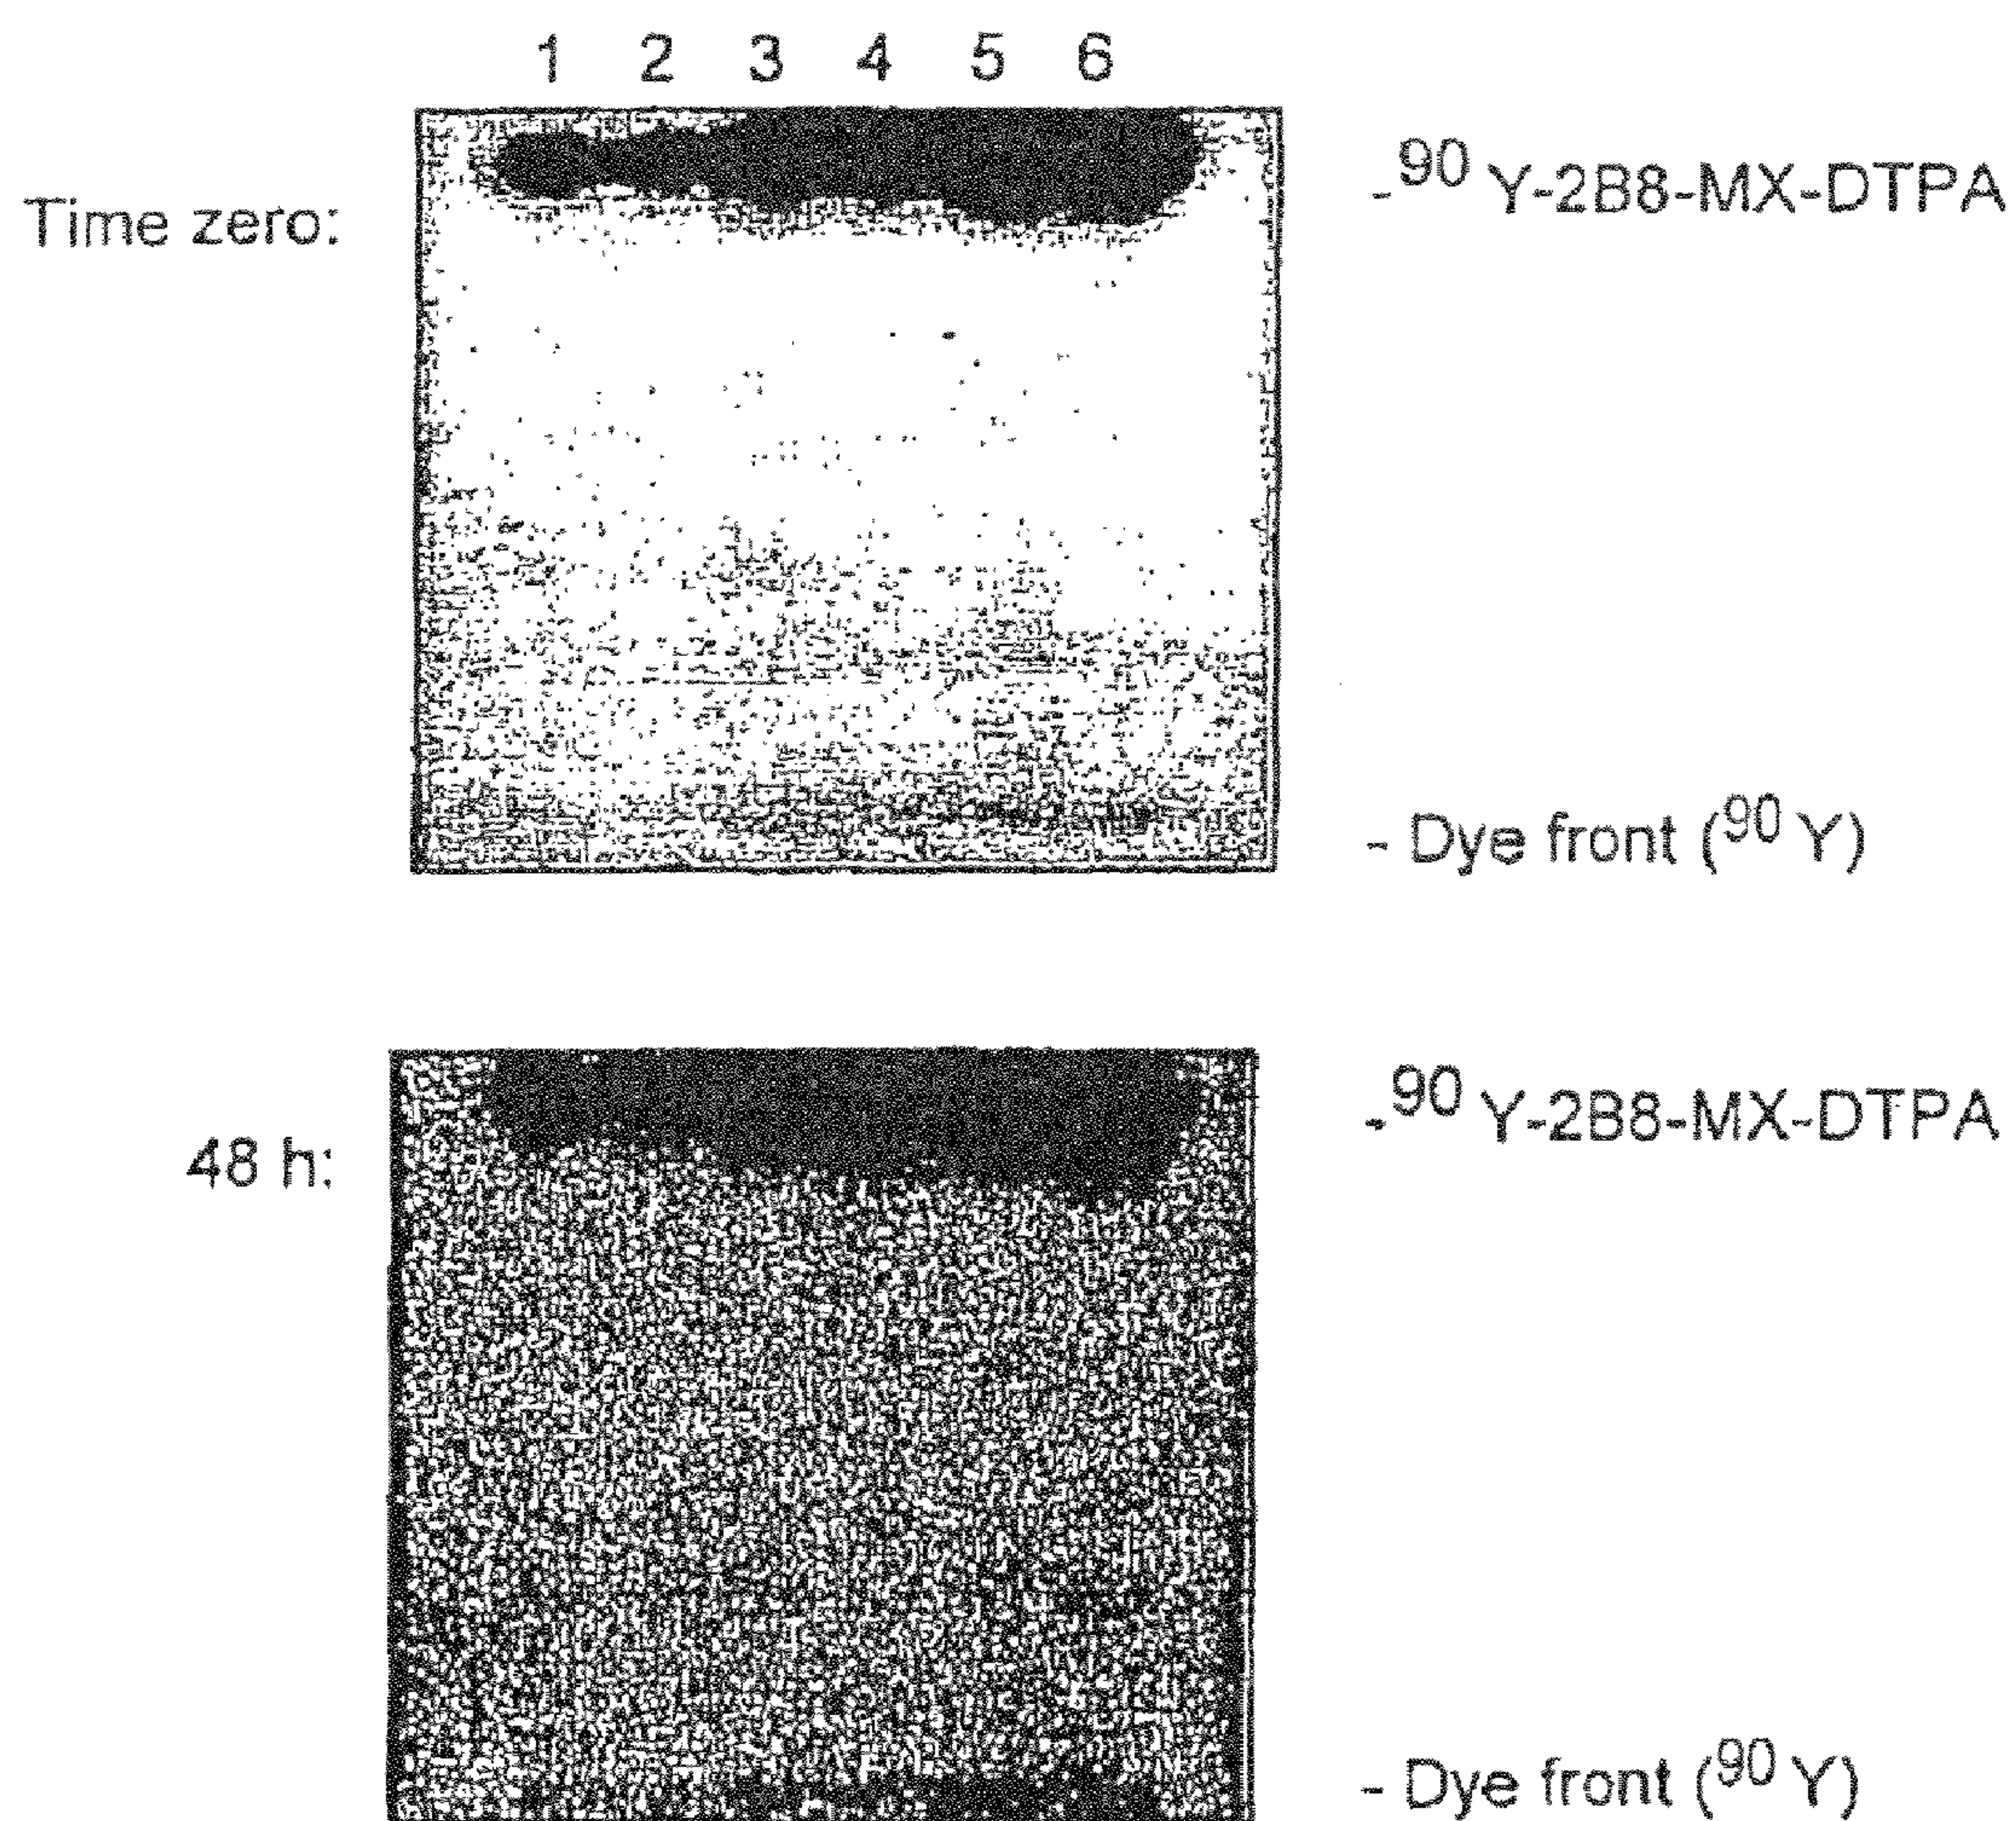 1 2 3 4 5 6
Time zero:
-90 Y-2B8-MX-DTPA
- Dye front (90 Y)
48 h:
-90 Y-2B8-MX-DTPA
- Dye front (90 Y)